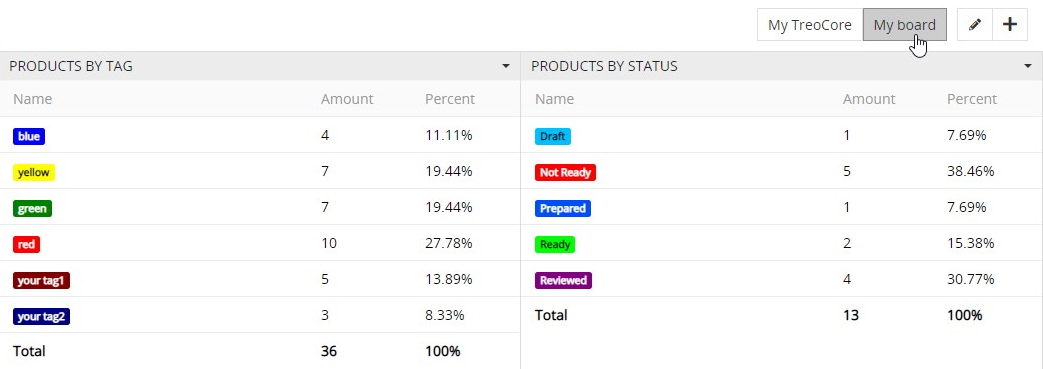 My TreoCore My board
PRODUCTS BY TAG
Name Amount Percent
blue 4 11.11%
yellow 7 19.44%
green 7 19.44%
red 10 27.78%
your tag1 5 13.89%
your tag2 3 8.33%
Total 36 100%
PRODUCTS BY STATUS
Name Amount Percent
Draft 1 7.69%
Not Ready 5 38.46%
Prepared 1 7.69%
Ready 2 15.38%
Reviewed 4 30.77%
Total 13 100%